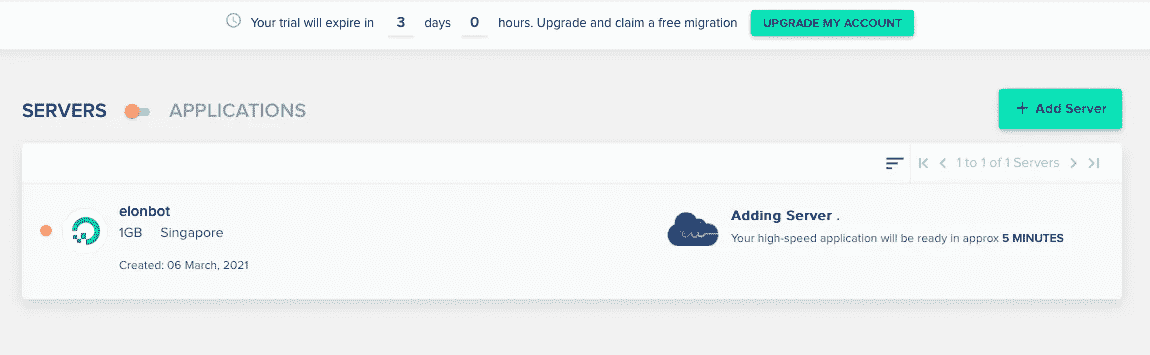 Your trial will expire in 3 days 0 hours. Upgrade and claim a free migration UPGRADE MY ACCOUNT
SERVERS APPLICATIONS + Add Server
1 to 1 of 1 Servers
elonbot
1GB Singapore
Created: 06 March, 2021
Adding Server .
Your high-speed application will be ready in approx 5 MINUTES